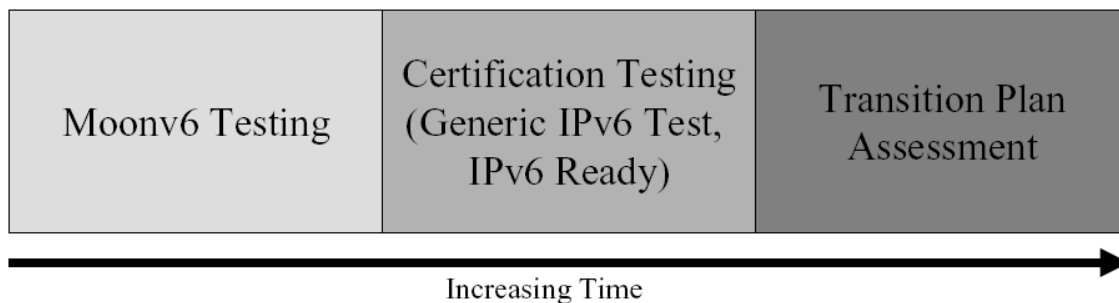 Moonv6 Testing
Certification Testing
(Generic IPv6 Test,
IPv6 Ready)
Transition Plan
Assessment
Increasing Time